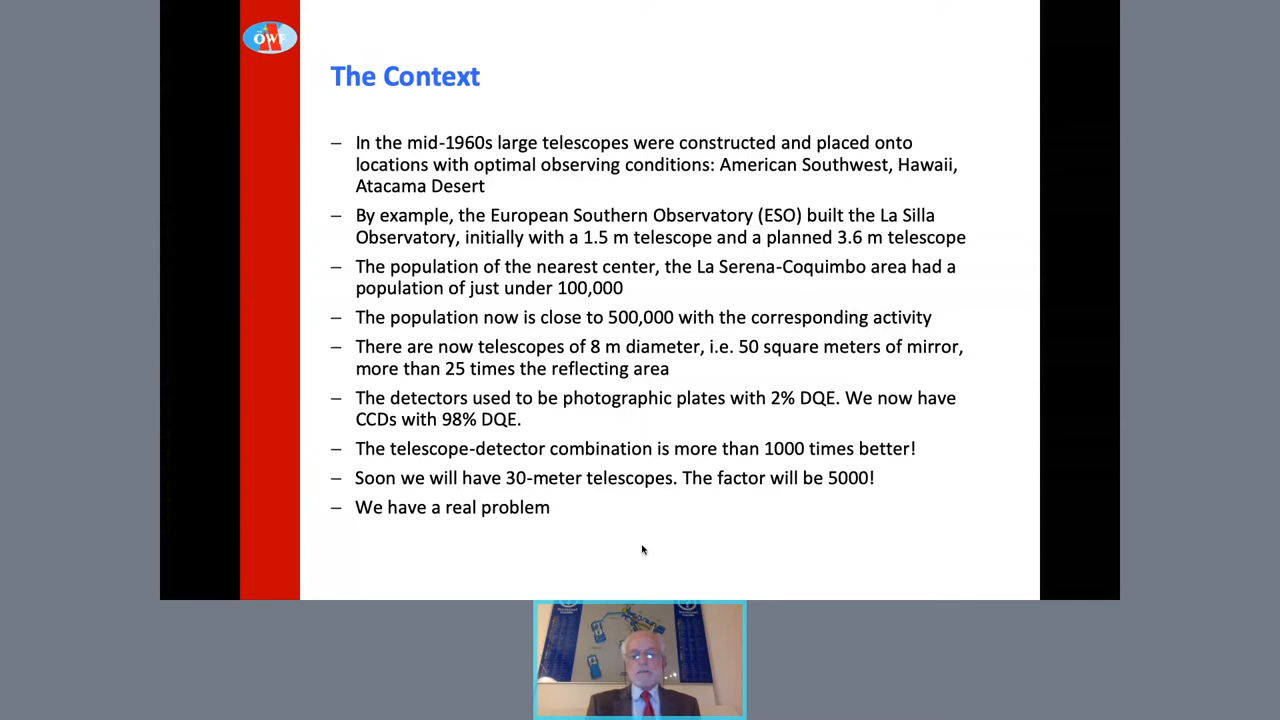 ÖWF
The Context
– In the mid-1960s large telescopes were constructed and placed onto
locations with optimal observing conditions: American Southwest, Hawaii,
Atacama Desert
– By example, the European Southern Observatory (ESO) built the La Silla
Observatory, initially with a 1.5 m telescope and a planned 3.6 m telescope
– The population of the nearest center, the La Serena-Coquimbo area had a
population of just under 100,000
– The population now is close to 500,000 with the corresponding activity
– There are now telescopes of 8 m diameter, i.e. 50 square meters of mirror,
more than 25 times the reflecting area
– The detectors used to be photographic plates with 2% DQE. We now have
CCDs with 98% DQE.
– The telescope-detector combination is more than 1000 times better!
– Soon we will have 30-meter telescopes. The factor will be 5000!
– We have a real problem